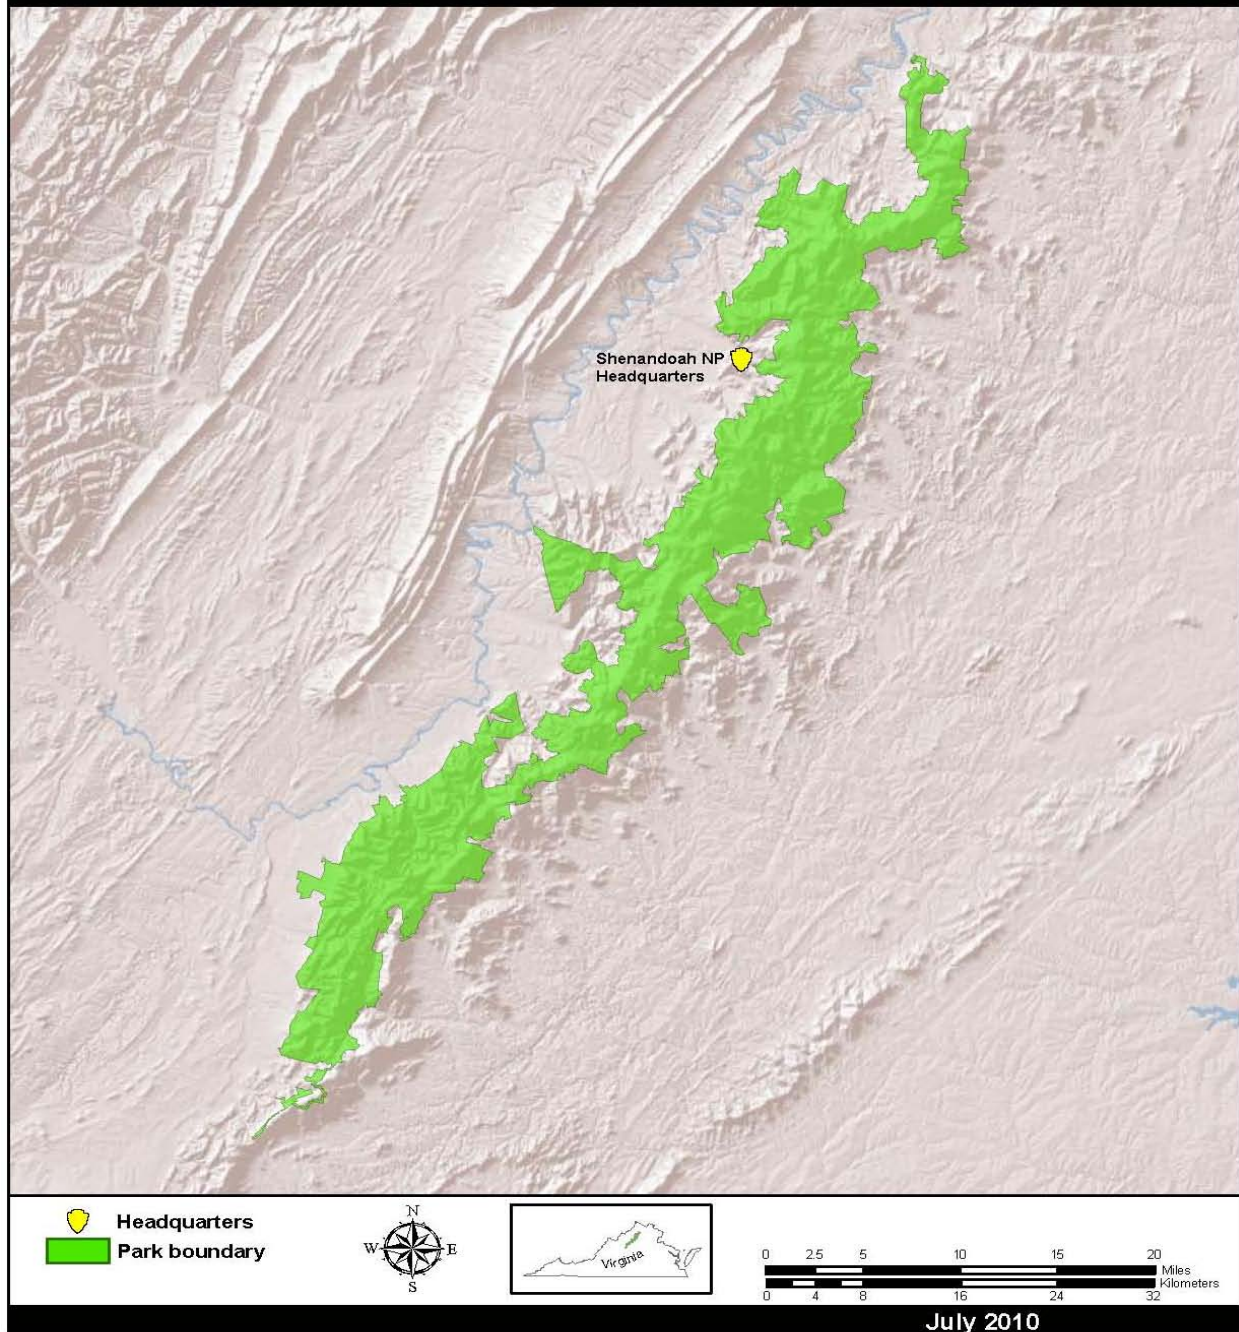 Shenandoah NP
Headquarters
Headquarters
Park boundary
N
W E
S
Virginia
0 2.5 5 10 15 20
Miles
Kilometers
0 4 8 16 24 32
July 2010